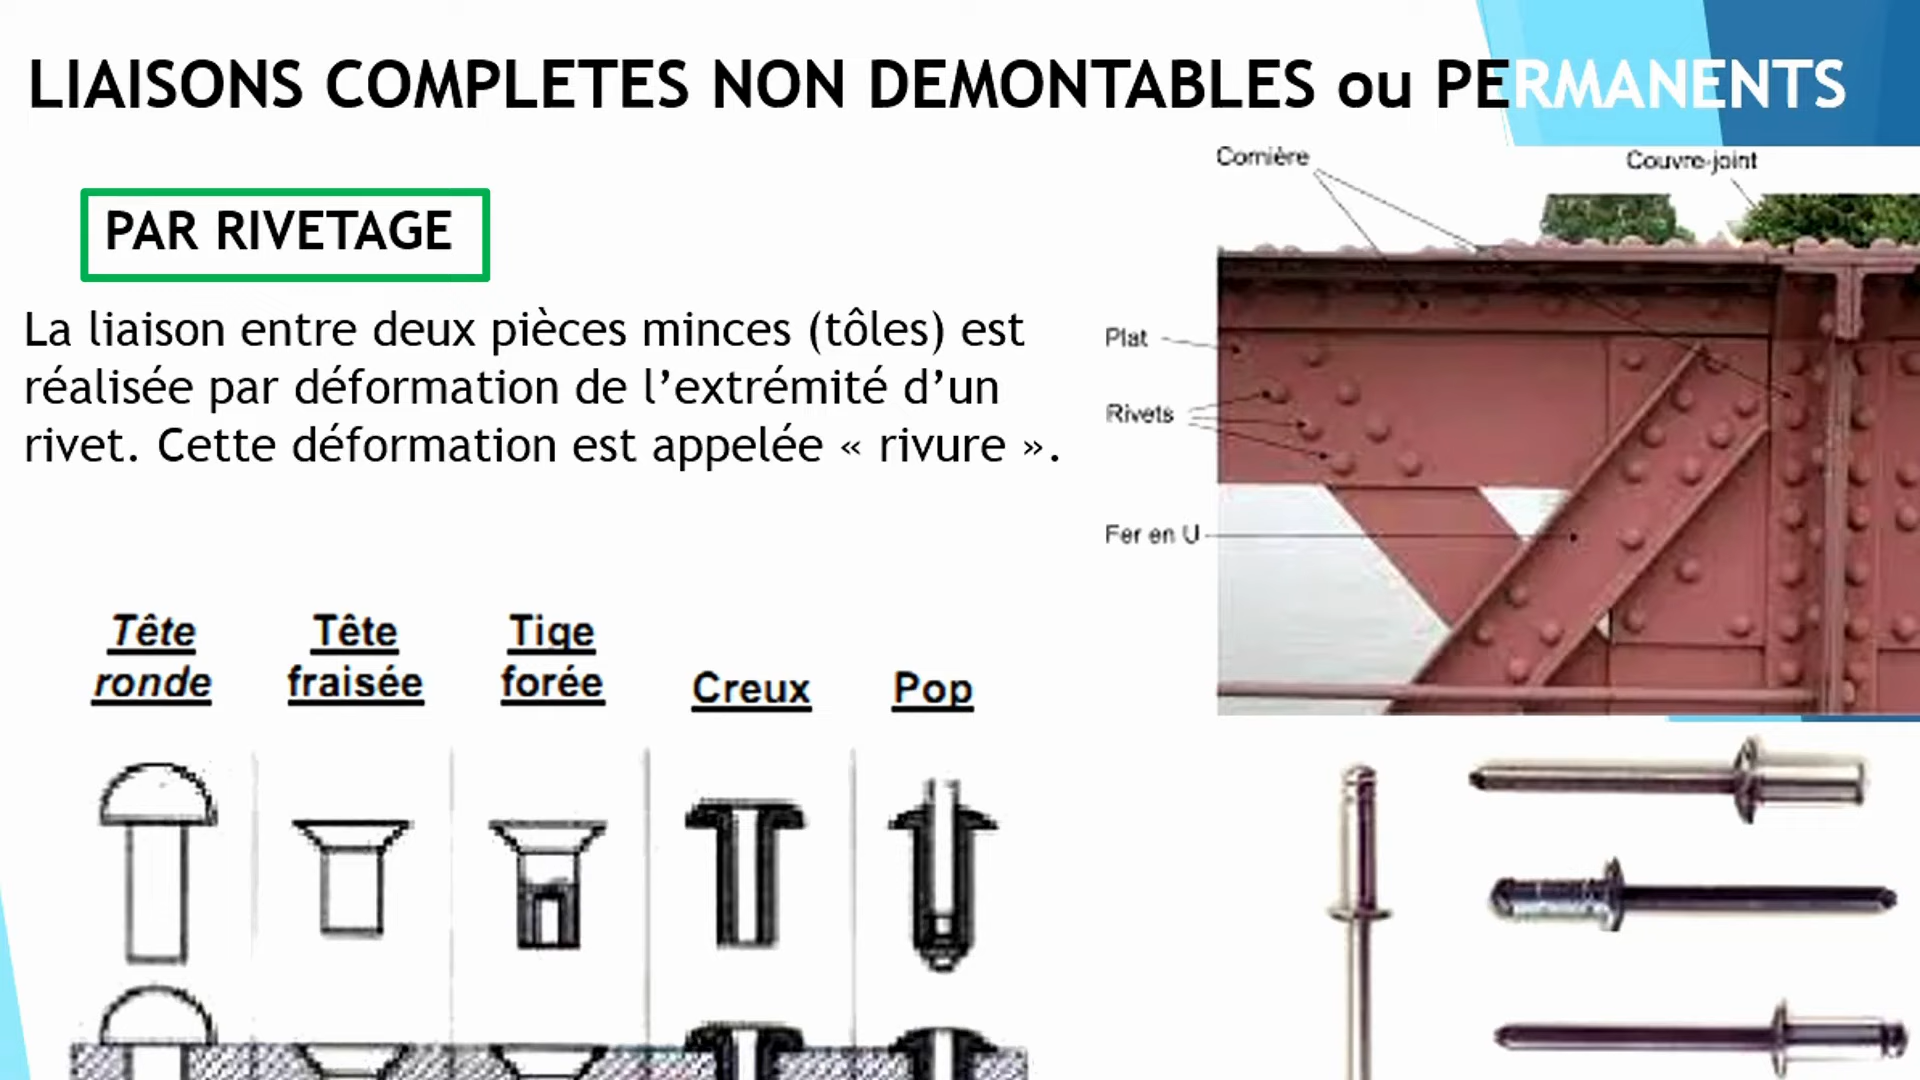 LIAISONS COMPLETES NON DEMONTABLES ou PERMANENTS
PAR RIVETAGE
La liaison entre deux pièces minces (tôles) est
réalisée par déformation de l’extrémité d’un
rivet. Cette déformation est appelée « rivure ».
Cornière
Couvre-joint
Plat
Rivets
Fer en U
Tête
ronde
Tête
fraisée
Tige
forée
Creux
Pop